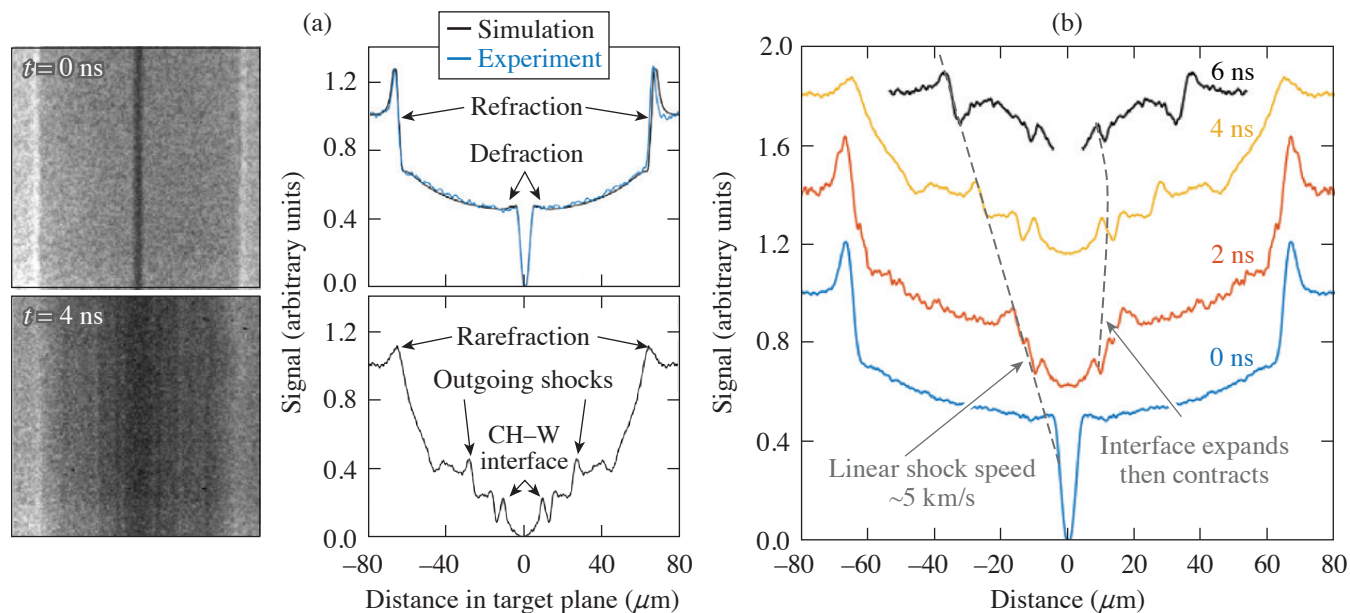 (a)
(b)
t = 0 ns
t = 4 ns
Simulation
Experiment
Refraction
Defraction
1.2
0.8
0.4
0.0
Rarefraction
Outgoing shocks
CH–W
interface
1.2
0.8
0.4
0.0
Signal (arbitrary units)
–80 –40 0 40 80
Distance in target plane (μm)
2.0
1.6
1.2
0.8
0.4
0.0
Signal (arbitrary units)
6 ns
4 ns
2 ns
0 ns
Linear shock speed
~5 km/s
Interface expands
then contracts
–80 –60 –40 –20 0 20 40 60 80
Distance (μm)